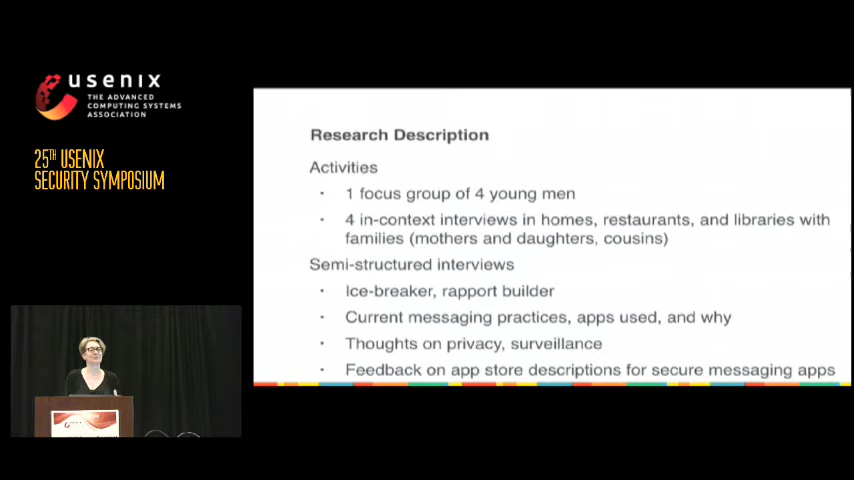 usenix
THE ADVANCED
COMPUTING SYSTEMS
ASSOCIATION
25TH USENIX
SECURITY SYMPOSIUM
Research Description
Activities
· 1 focus group of 4 young men
· 4 in-context interviews in homes, restaurants, and libraries with
families (mothers and daughters, cousins)
Semi-structured interviews
· Ice-breaker, rapport builder
· Current messaging practices, apps used, and why
· Thoughts on privacy, surveillance
· Feedback on app store descriptions for secure messaging apps